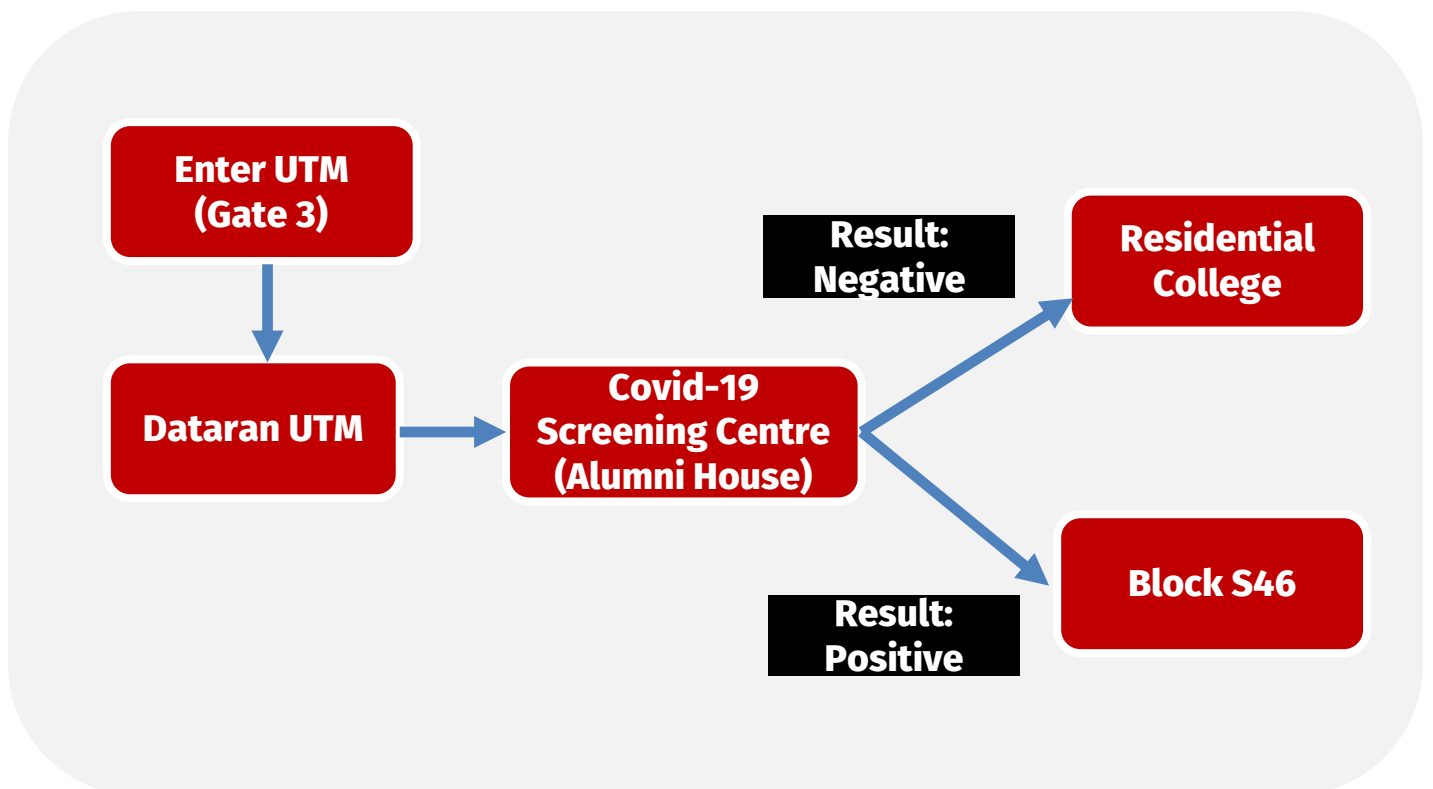 Enter UTM
(Gate 3)
Dataran UTM
Covid-19
Screening Centre
(Alumni House)
Result:
Negative
Residential
College
Result:
Positive
Block S46